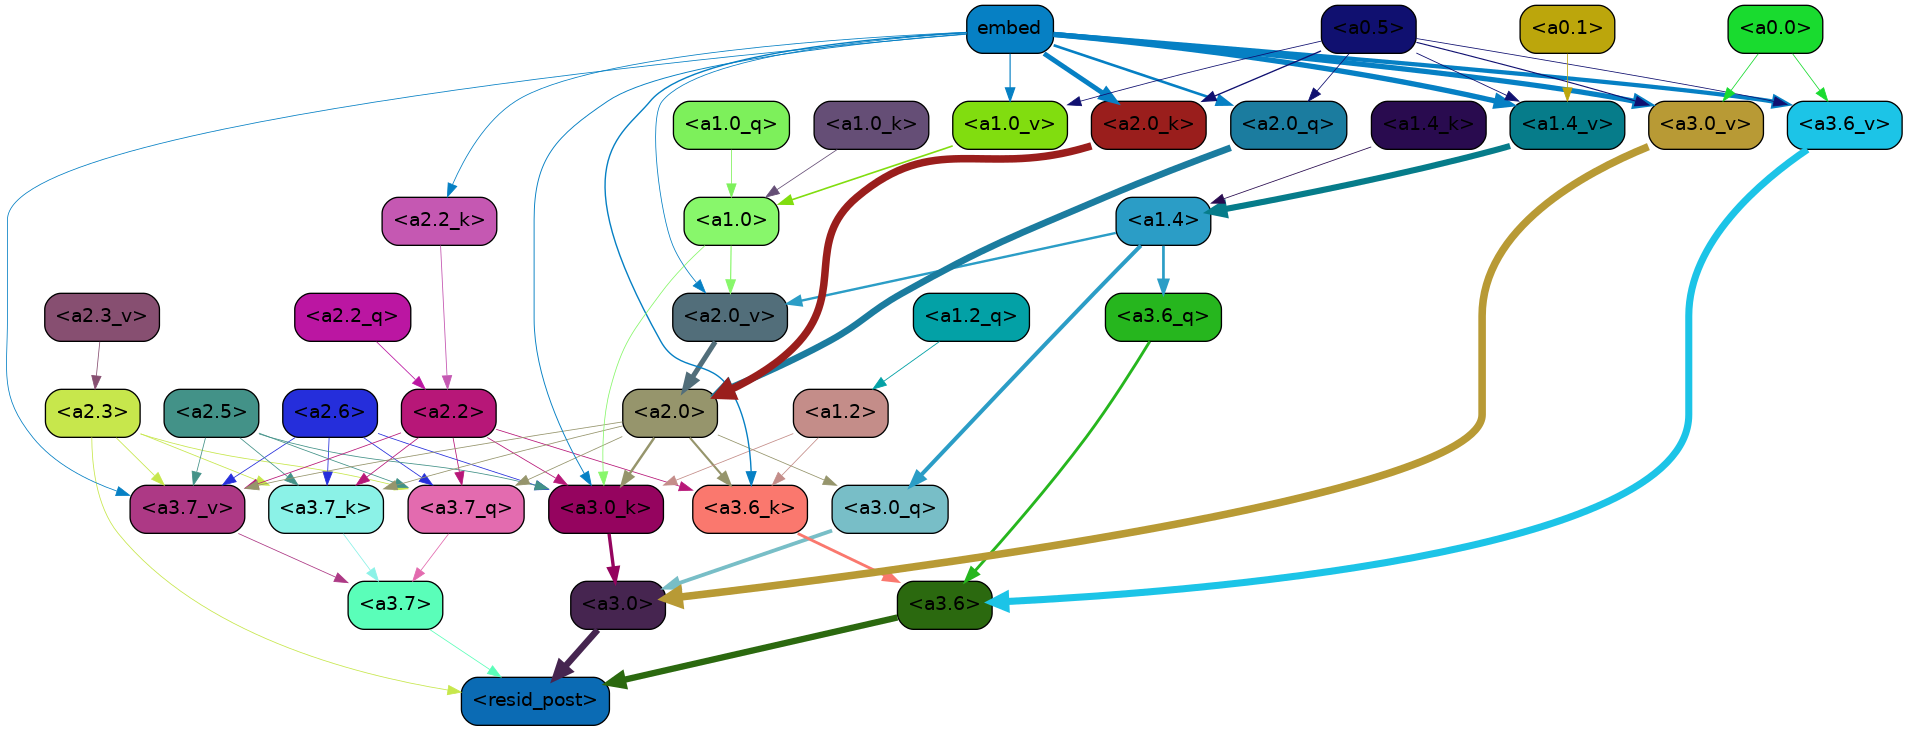 embed <a0.5> <a0.1> <a0.0>
<a1.0_q> <a1.0_k> <a1.0_v> <a2.0_k> <a2.0_q> <a1.4_k> <a1.4_v> <a3.0_v> <a3.6_v>
<a2.2_k> <a1.0> <a1.4>
<a2.3_v> <a2.2_q> <a2.0_v> <a1.2_q> <a3.6_q>
<a2.3> <a2.5> <a2.6> <a2.2> <a2.0> <a1.2>
<a3.7_v> <a3.7_k> <a3.7_q> <a3.0_k> <a3.6_k> <a3.0_q>
<a3.7> <a3.0> <a3.6>
<resid_post>